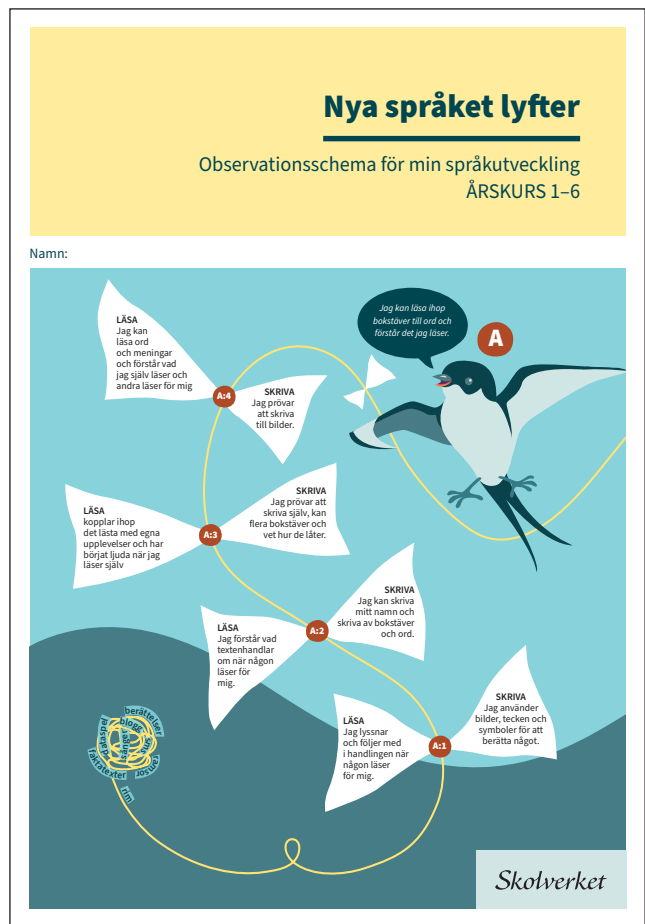 Nya språket lyfter
Observationsschema för min språkutveckling
ÅRSKURS 1–6
Namn:
Jag kan läsa ihop
bokstäver till ord och
förstår det jag läser.
A
LÄSA
Jag kan
läsa ord
och meningar
och förstår vad
jag själv läser och
andra läser för mig
A:4
SKRIVA
Jag prövar
att skriva
till bilder.
LÄSA
kopplar ihop
det lästa med egna
upplevelser och har
börjat ljuda när jag
läser själv
A:3
SKRIVA
Jag prövar att
skriva själv, kan
flera bokstäver och
vet hur de låter.
LÄSA
Jag förstår vad
textenhandlar
om när någon
läser för
mig.
A:2
SKRIVA
Jag kan skriva
mitt namn och
skriva av bokstäver
och ord.
LÄSA
Jag lyssnar
och följer med
i handlingen när
någon läser
för mig.
A:1
SKRIVA
Jag använder
bilder, tecken och
symboler för att
berätta något.
berättelser
blogg
dataspel
sånger
sms
ramsor
faktatexter
rim
Skolverket